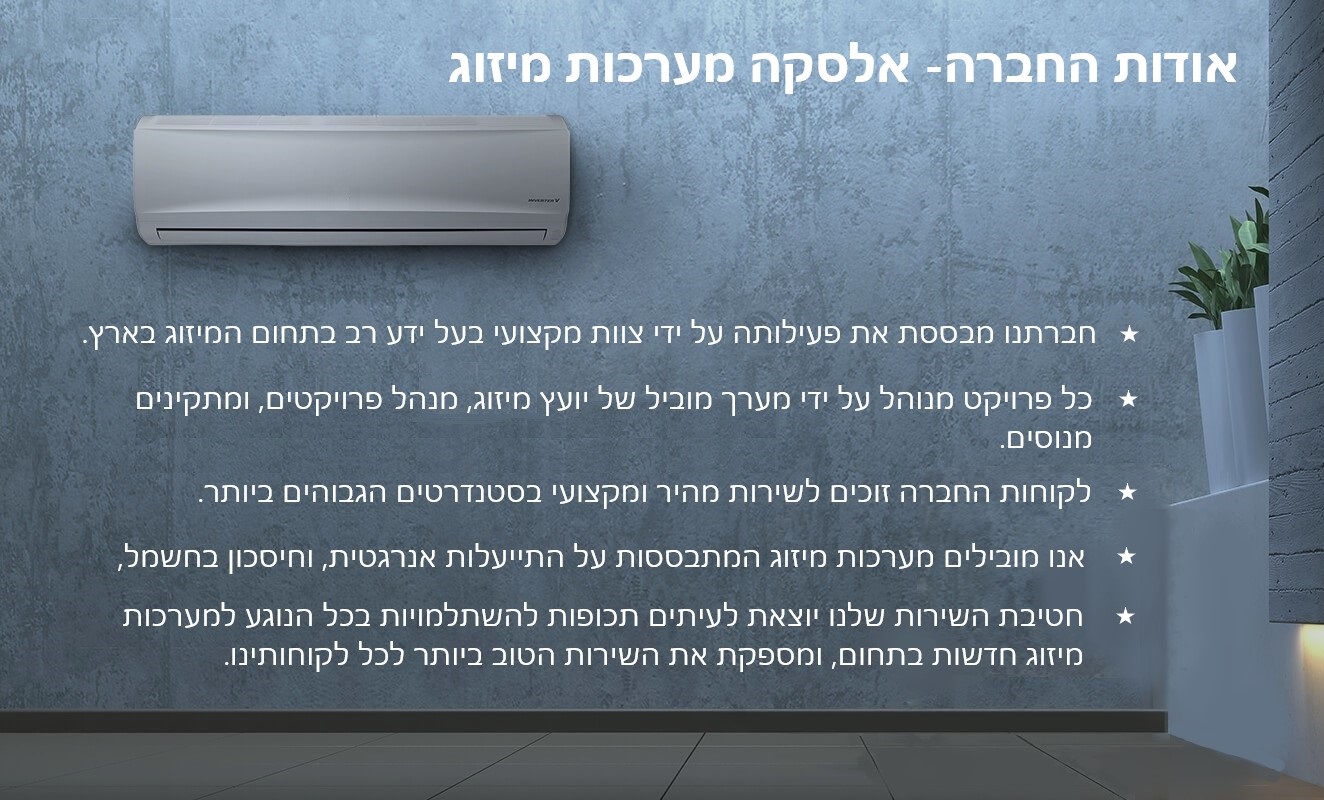 אודות החברה- אלסקה מערכות מיזוג
INVERTER V
★ חברתנו מבססת את פעילותה על ידי צוות מקצועי בעל ידע רב בתחום המיזוג בארץ.
★ כל פרויקט מנוהל על ידי מערך מוביל של יועץ מיזוג, מנהל פרויקטים, ומתקינים
מנוסים.
★ לקוחות החברה זוכים לשירות מהיר ומקצועי בסטנדרטים הגבוהים ביותר.
★ אנו מובילים מערכות מיזוג המתבססות על התייעלות אנרגטית, וחיסכון בחשמל,
★ חטיבת השירות שלנו יוצאת לעיתים תכופות להשתלמויות בכל הנוגע למערכות
מיזוג חדשות בתחום, ומספקת את השירות הטוב ביותר לכל לקוחותינו.